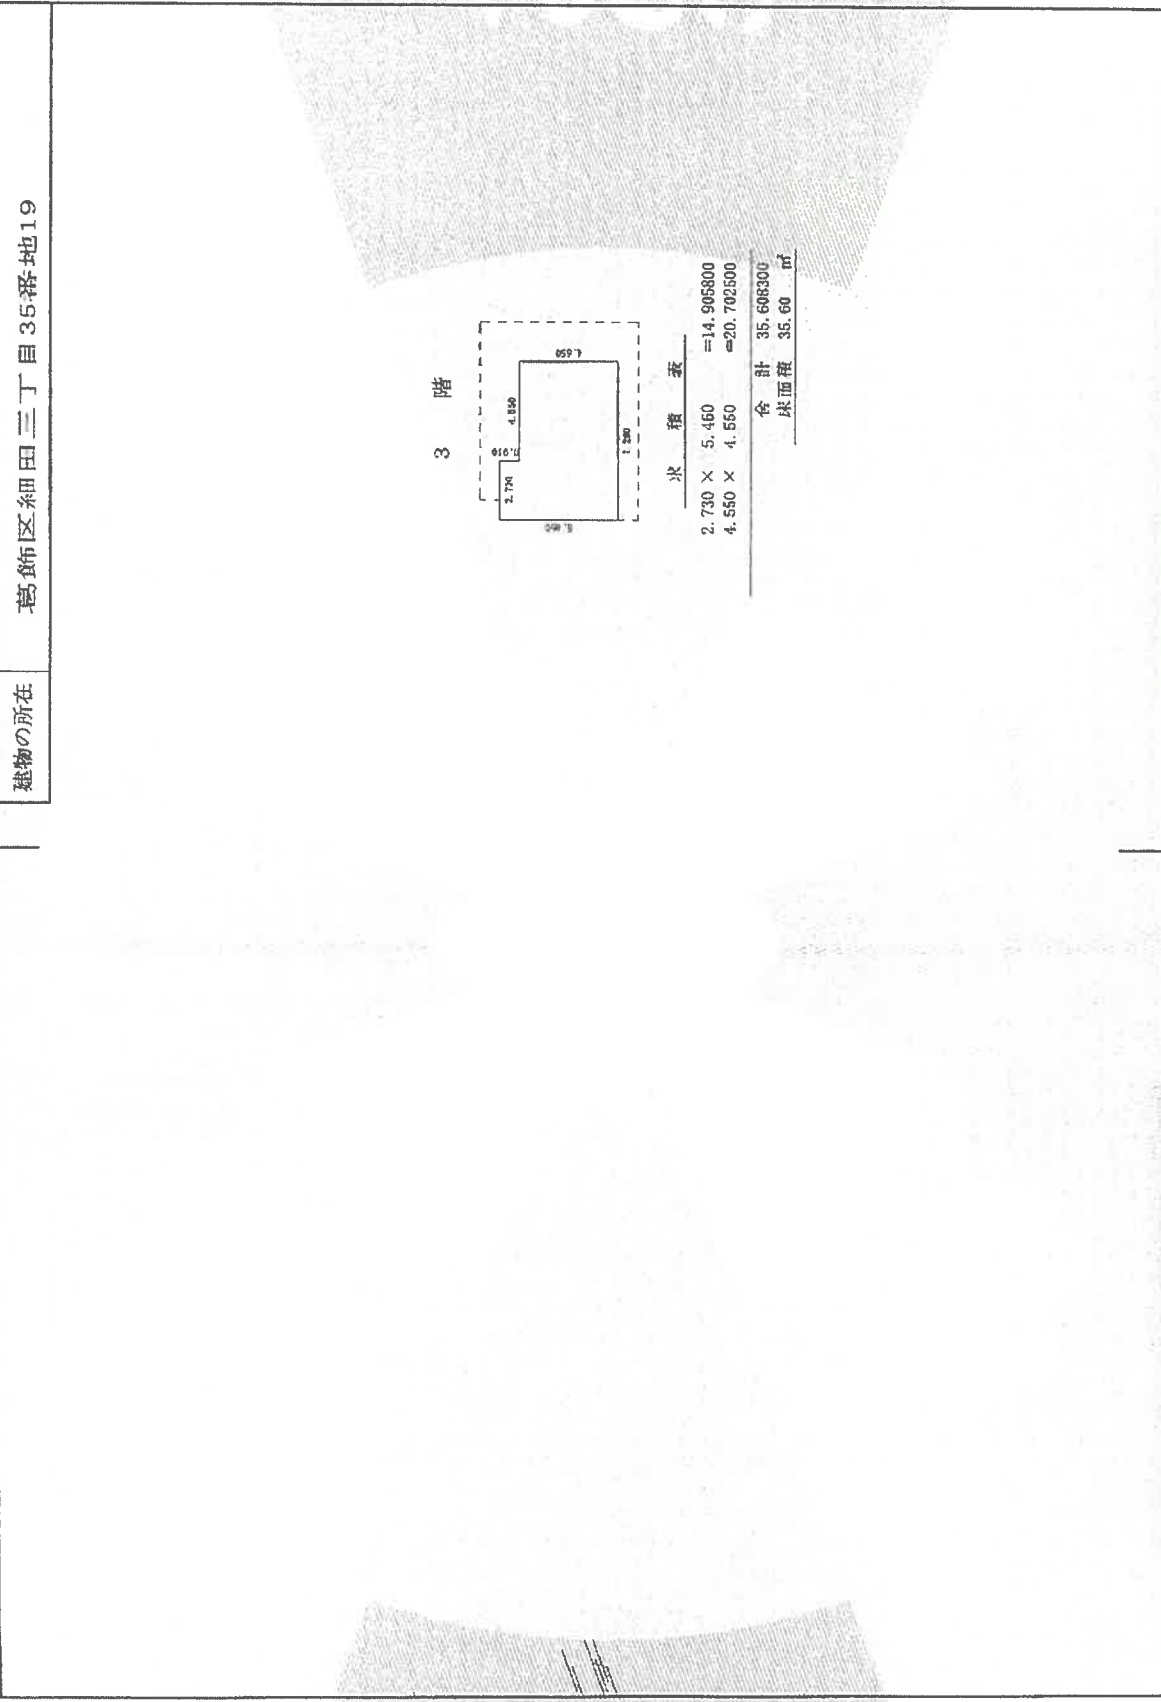 建物の所在 葛飾区細田三丁目35番地19
3 階
4.550
0.910
4.550
2.730
7.280
5.460
求 積 表
2.730 × 5.460 =14.905800
4.550 × 4.550 =20.702500
合 計 35.608300
床面積 35.60 ㎡